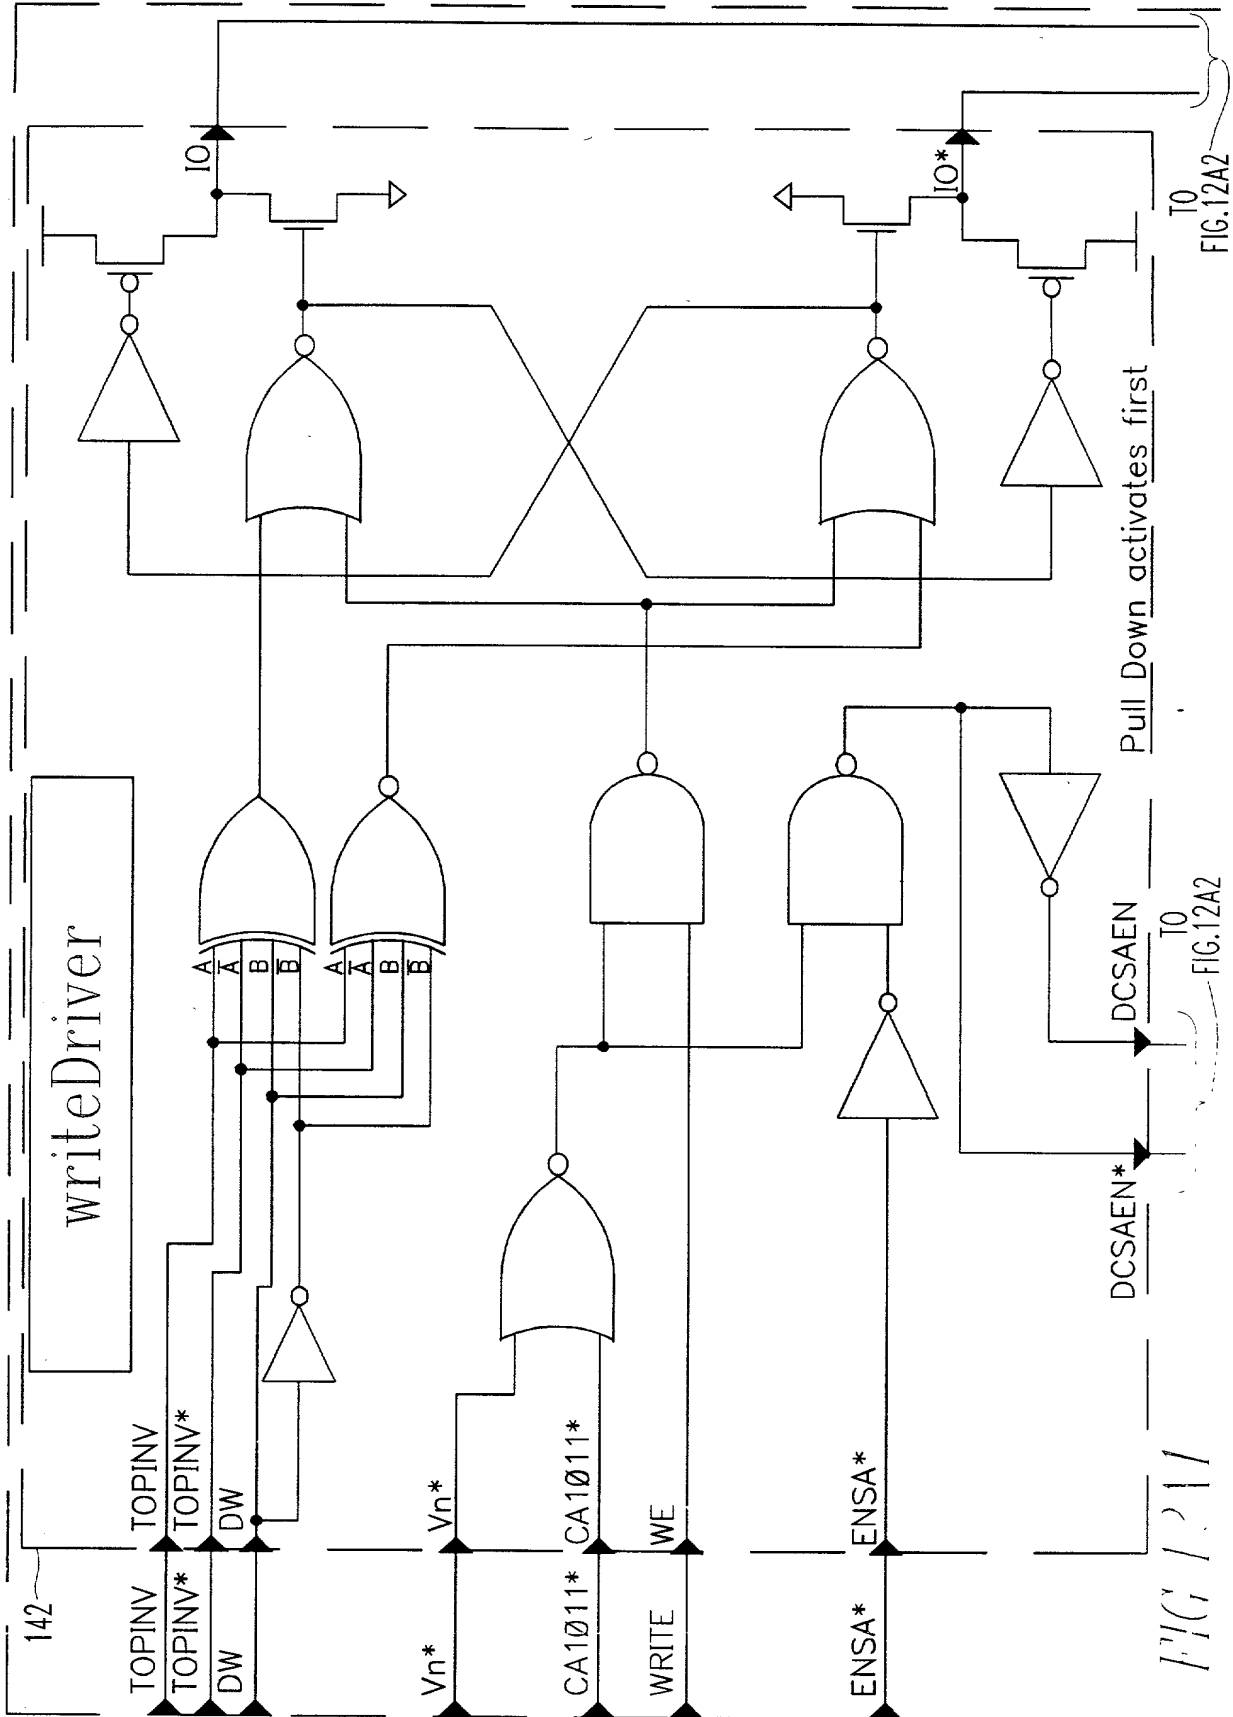 writeDriver
142
TOPINV
TOPINV
TOPINV*
TOPINV*
DW
DW
A
A
B
B
A
A
B
B
IO
Vn*
Vn*
CA1Ø11*
CA1Ø11*
WRITE
WE
ENSA*
ENSA*
IO*
DCSAEN*
DCSAEN
Pull Down activates first
TO
FIG.12A2
TO
FIG.12A2